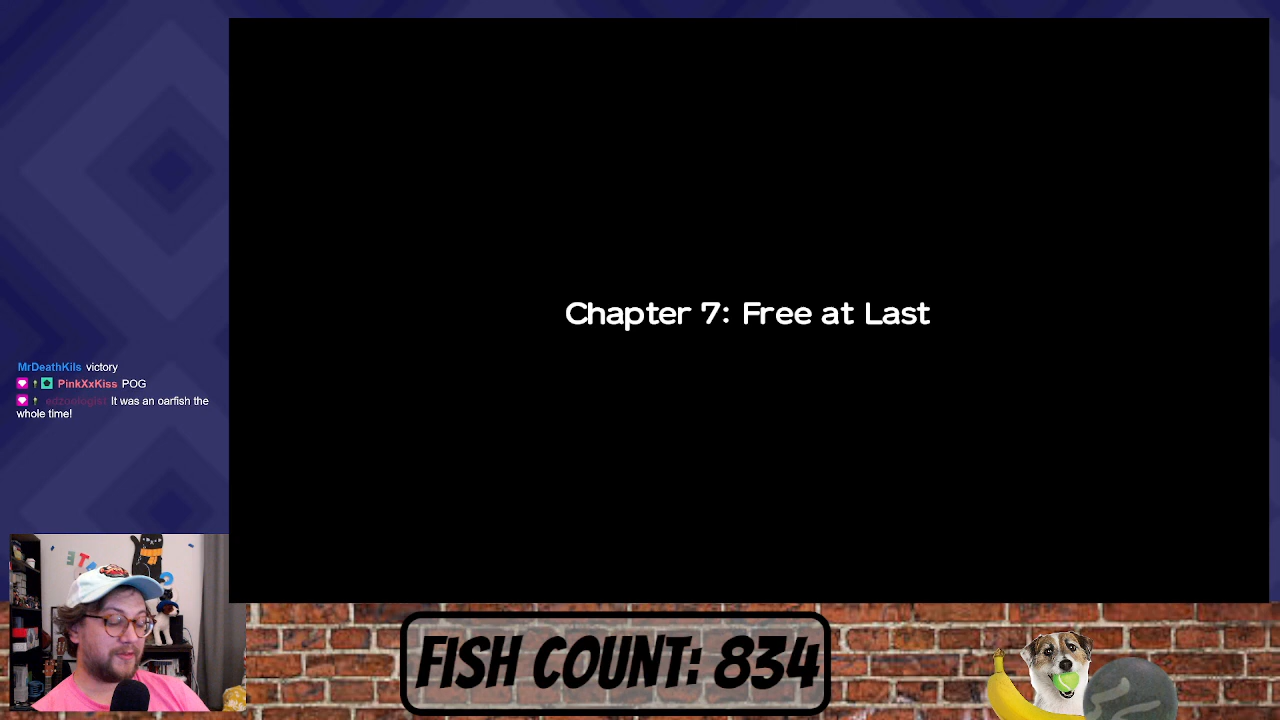 Chapter 7: Free at Last
MrDeathKils victory
PinkXxKiss POG
edzoologist It was an oarfish the
whole time!
FISH COUNT: 834